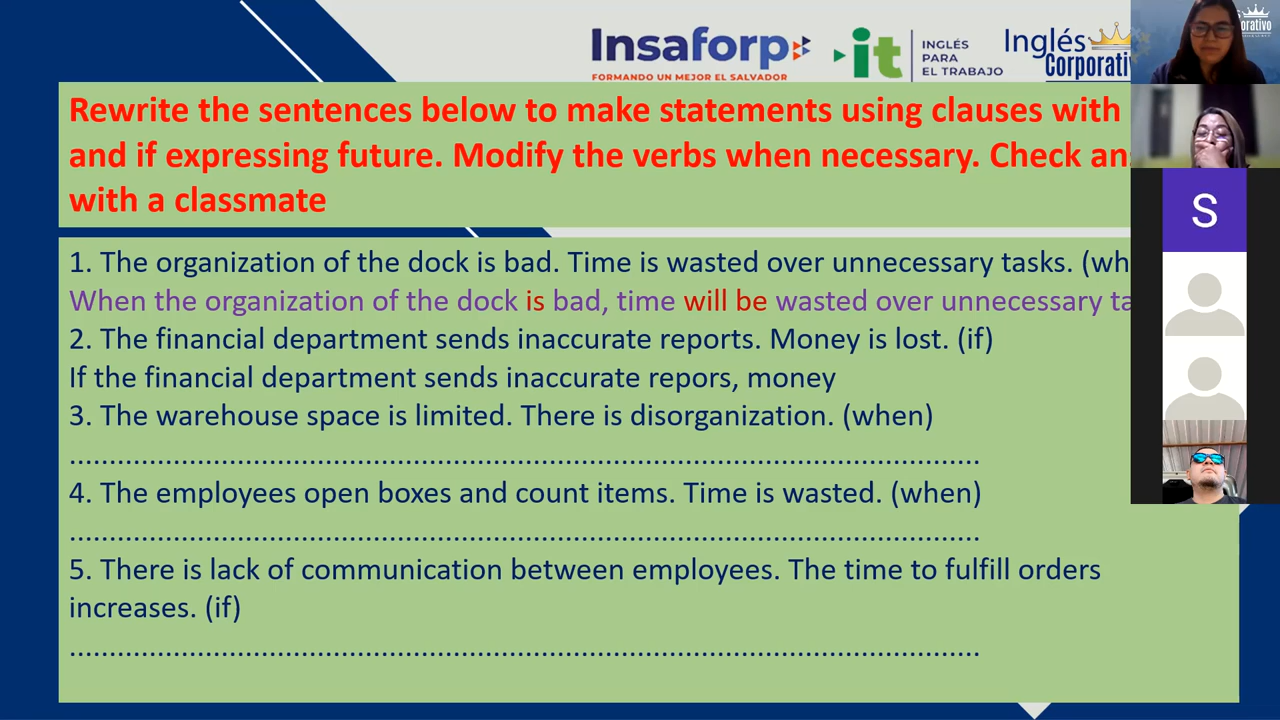 Insaforp
FORMANDO UN MEJOR EL SALVADOR
it
INGLÉS
PARA
EL TRABAJO
Inglés
Corporativ
orativo
Rewrite the sentences below to make statements using clauses with
and if expressing future. Modify the verbs when necessary. Check an
with a classmate
1. The organization of the dock is bad. Time is wasted over unnecessary tasks. (wh
When the organization of the dock is bad, time will be wasted over unnecessary ta
2. The financial department sends inaccurate reports. Money is lost. (if)
If the financial department sends inaccurate repors, money
3. The warehouse space is limited. There is disorganization. (when)
..................................................................................................................
4. The employees open boxes and count items. Time is wasted. (when)
..................................................................................................................
5. There is lack of communication between employees. The time to fulfill orders
increases. (if)
..................................................................................................................
S